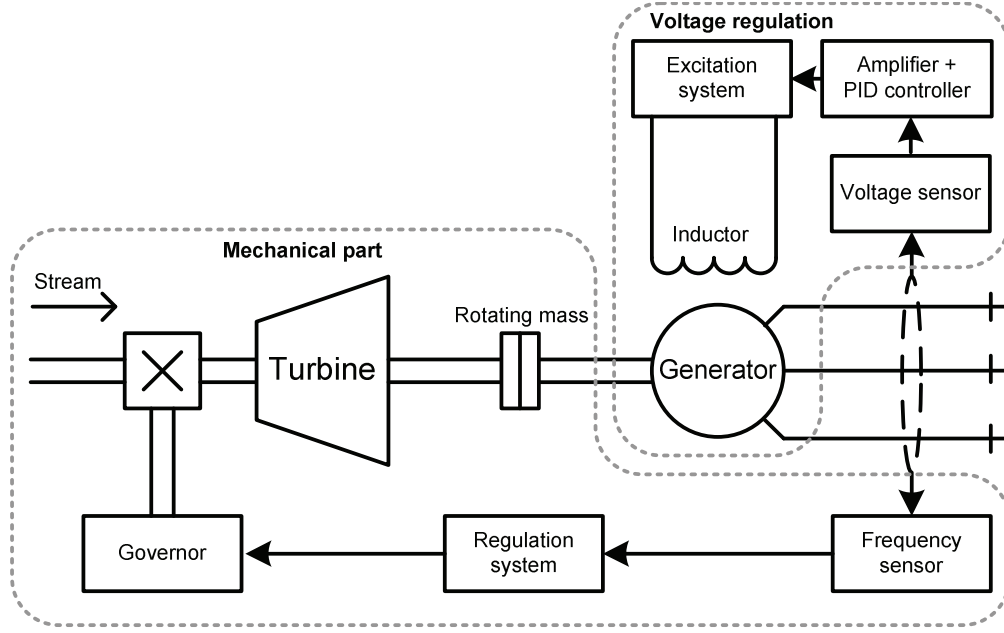 Voltage regulation
Excitation
system
Amplifier +
PID controller
Voltage sensor
Inductor
Mechanical part
Stream
Rotating mass
Turbine
Generator
Governor
Regulation
system
Frequency
sensor